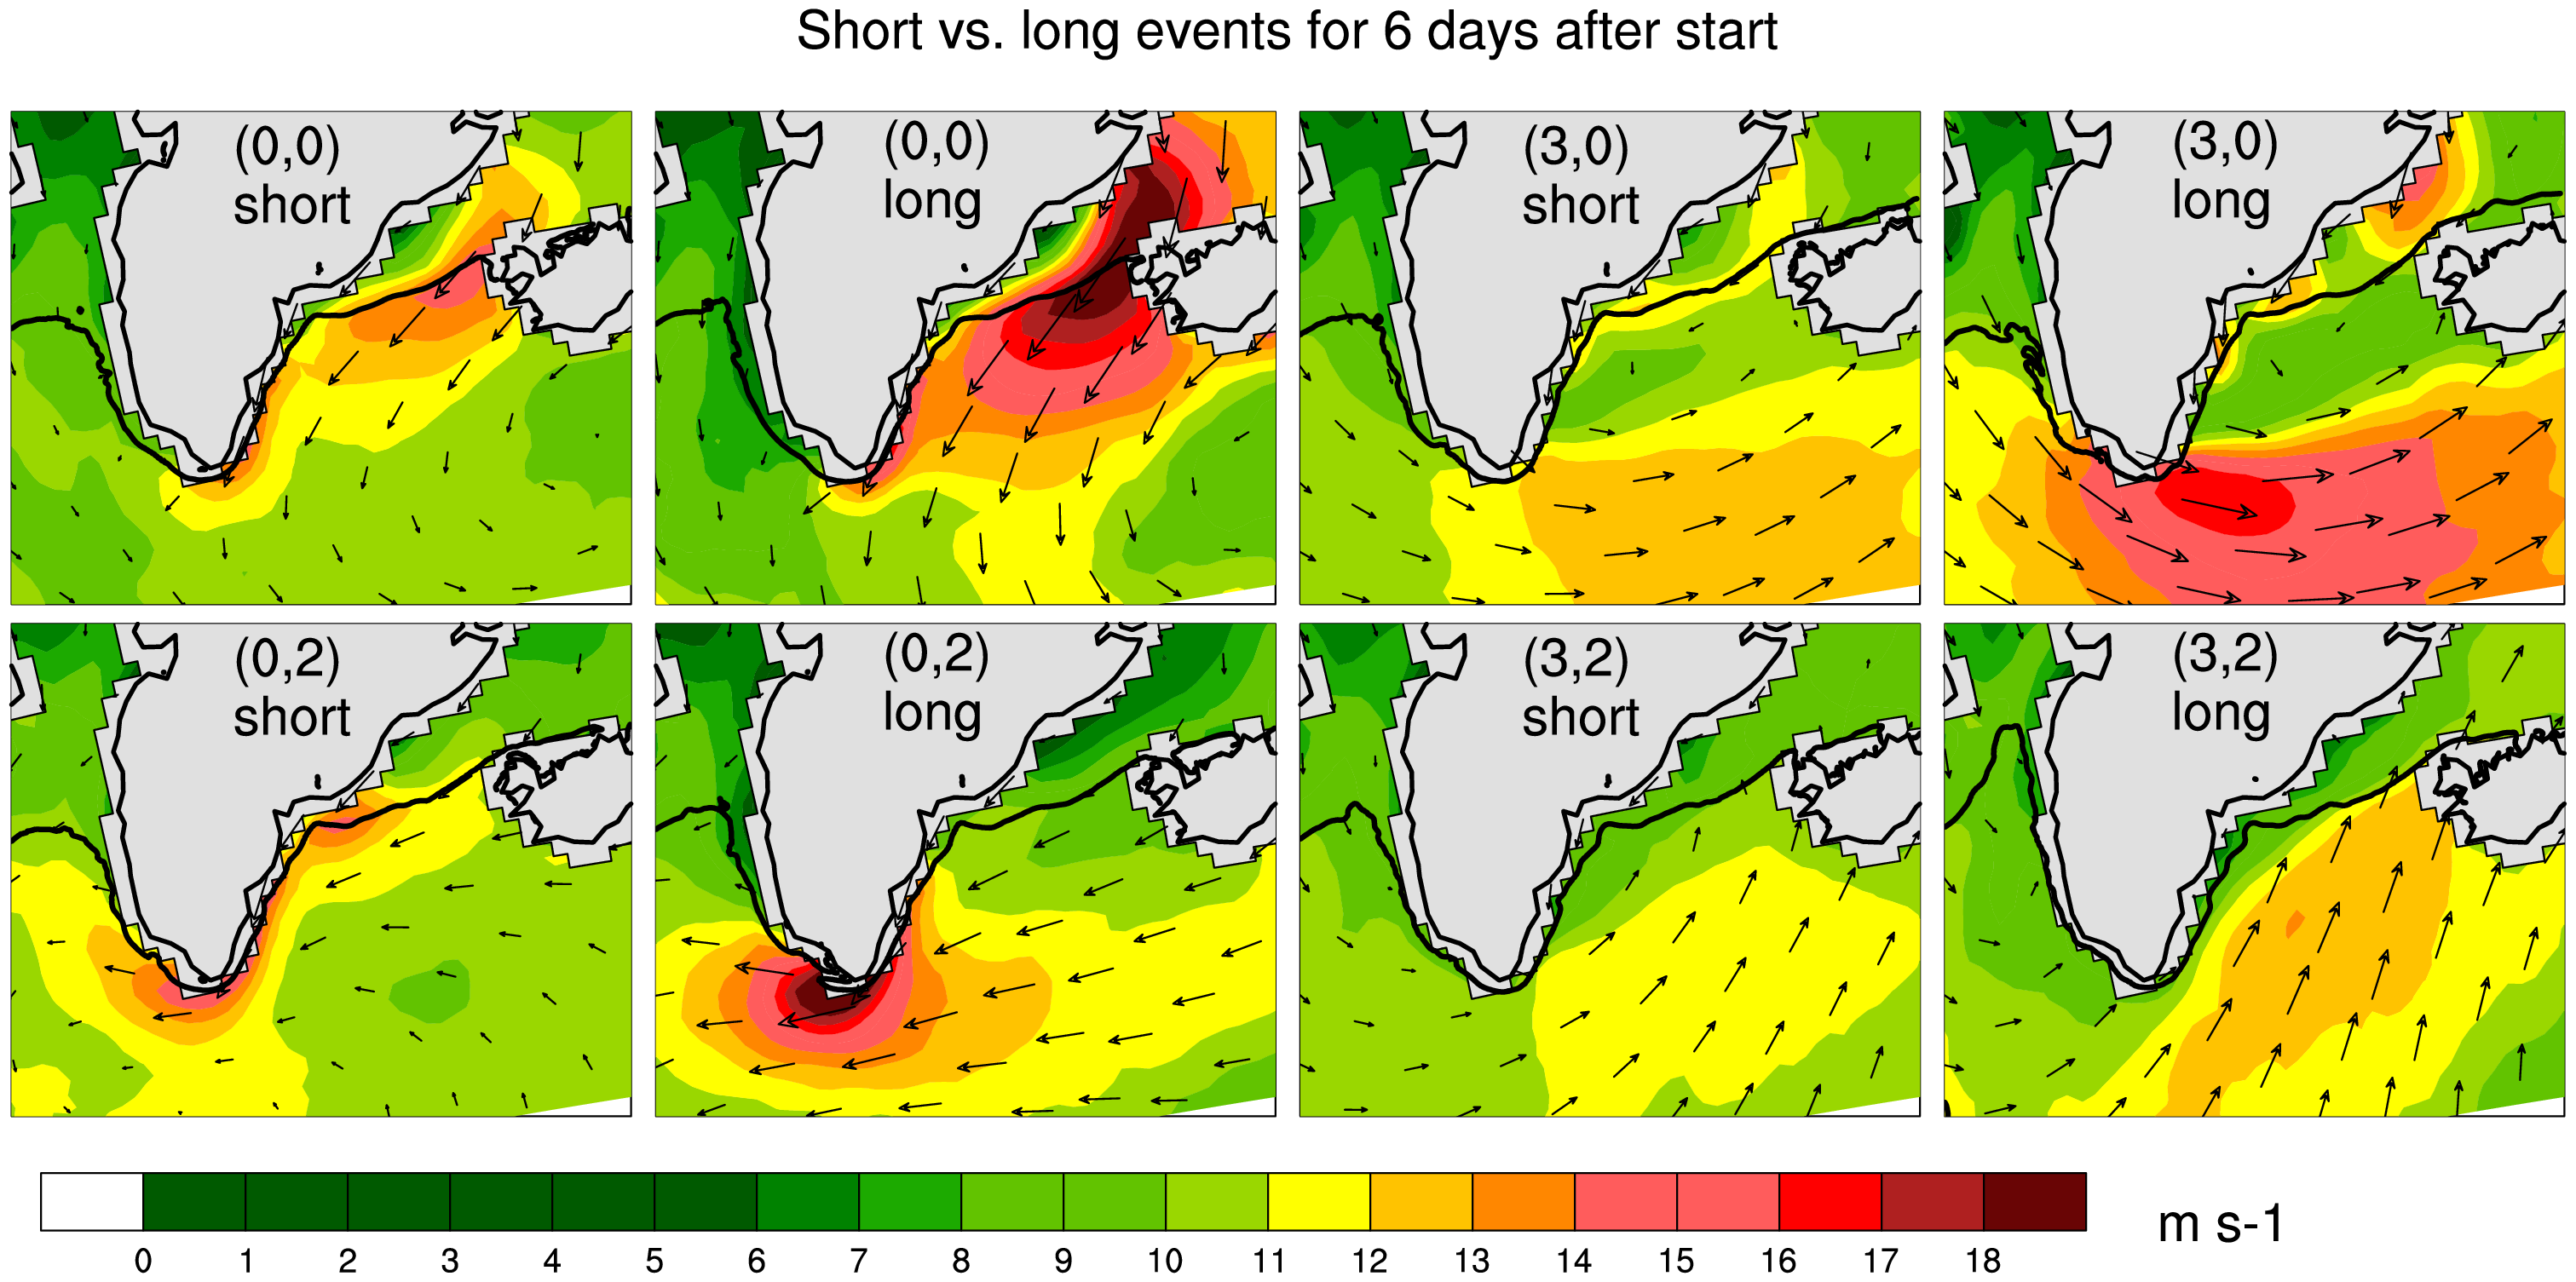 Short vs. long events for 6 days after start
(0,0)
short
(0,0)
long
(3,0)
short
(3,0)
long
(0,2)
short
(0,2)
long
(3,2)
short
(3,2)
long
0 1 2 3 4 5 6 7 8 9 10 11 12 13 14 15 16 17 18
m s-1